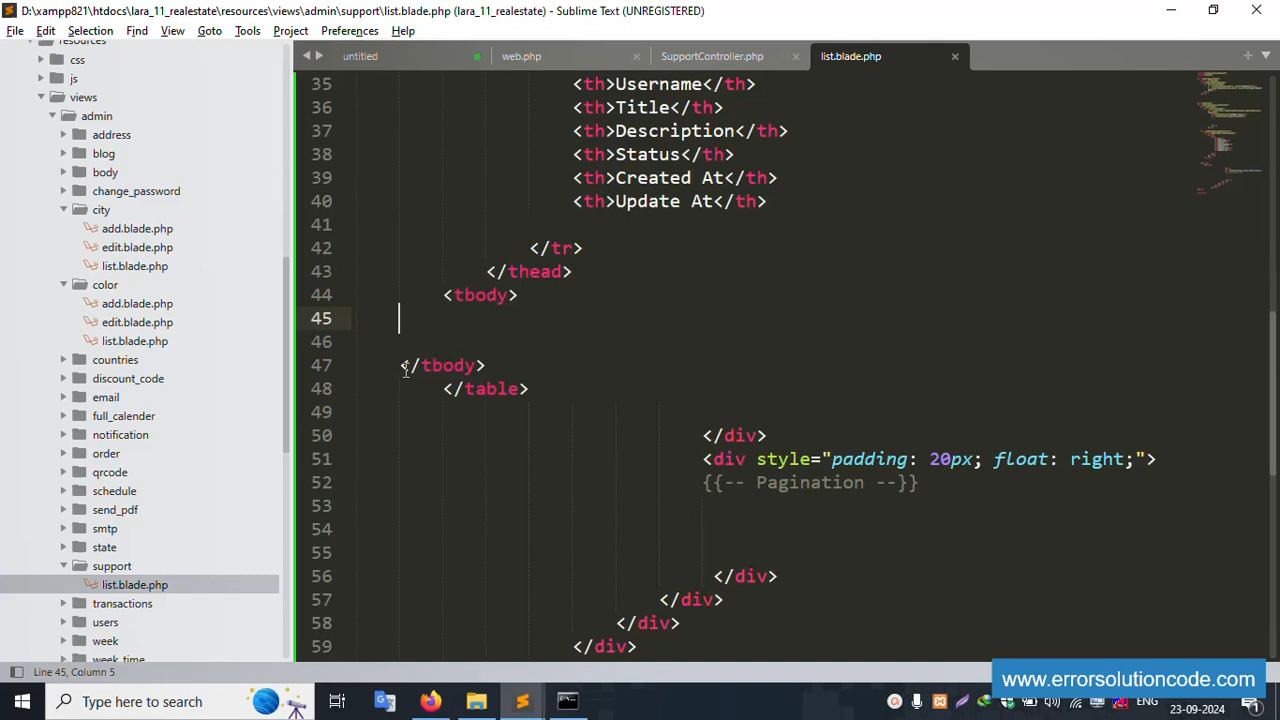 D:\xampp821\htdocs\lara_11_realestate\resources\views\admin\support\list.blade.php (lara_11_realestate) - Sublime Text (UNREGISTERED)
File Edit Selection Find View Goto Tools Project Preferences Help
resources
css
js
views
admin
address
blog
body
change_password
city
add.blade.php
edit.blade.php
list.blade.php
color
add.blade.php
edit.blade.php
list.blade.php
countries
discount_code
email
full_calender
notification
order
qrcode
schedule
send_pdf
smtp
state
support
list.blade.php
transactions
users
week
week_time
untitled web.php SupportController.php list.blade.php
35 <th>Username</th>
36 <th>Title</th>
37 <th>Description</th>
38 <th>Status</th>
39 <th>Created At</th>
40 <th>Update At</th>
41
42 </tr>
43 </thead>
44 <tbody>
45
46
47 </tbody>
48 </table>
49
50 </div>
51 <div style="padding: 20px; float: right;">
52 {{-- Pagination --}}
53
54
55
56 </div>
57 </div>
58 </div>
59 </div>
Line 45, Column 5
www.errorsolutioncode.com
Type here to search
ENG
23-09-2024